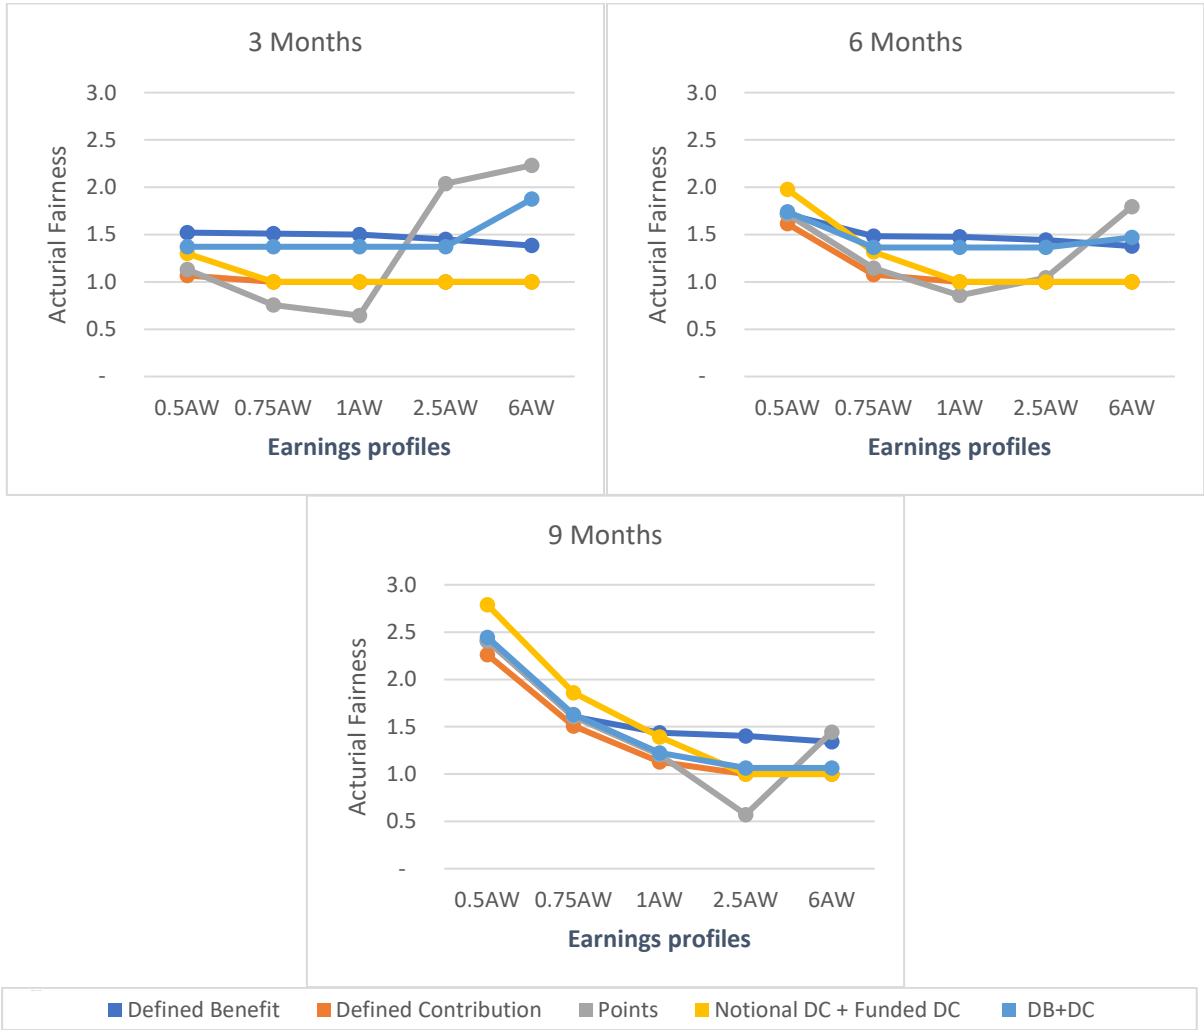 3 Months
3.0
2.5
2.0
1.5
1.0
0.5
-
Acturial Fairness
0.5AW 0.75AW 1AW 2.5AW 6AW
Earnings profiles
6 Months
3.0
2.5
2.0
1.5
1.0
0.5
-
Acturial Fairness
0.5AW 0.75AW 1AW 2.5AW 6AW
Earnings profiles
9 Months
3.0
2.5
2.0
1.5
1.0
0.5
-
Acturial Fairness
0.5AW 0.75AW 1AW 2.5AW 6AW
Earnings profiles
Defined Benefit Defined Contribution Points Notional DC + Funded DC DB+DC